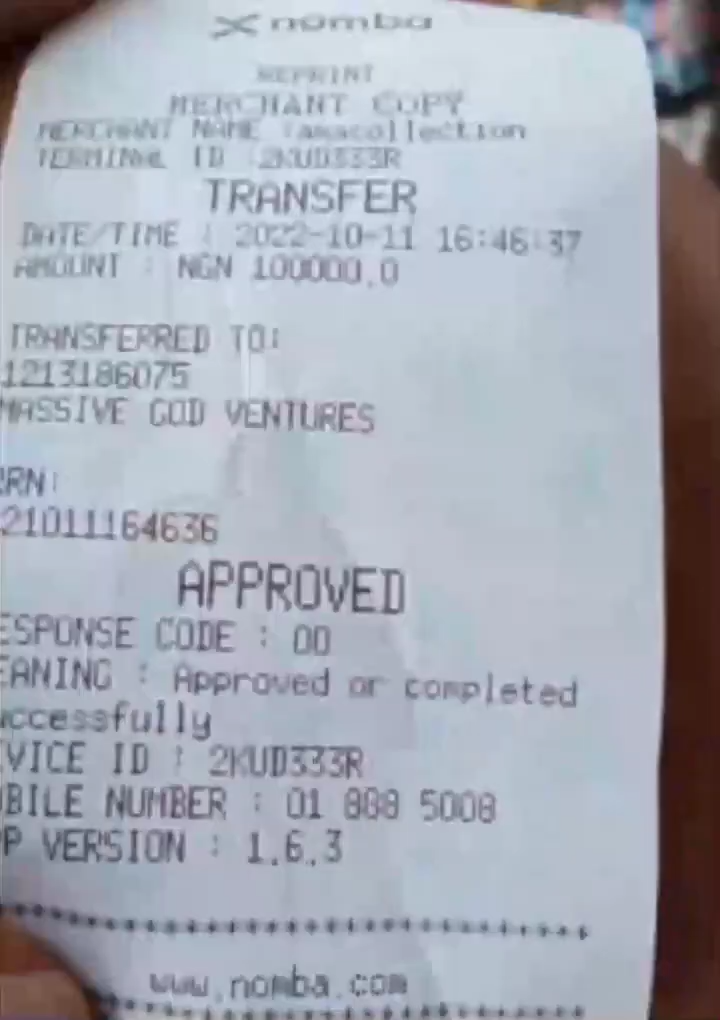 nomba
REPRINT
MERCHANT COPY
MERCHANT NAME :amacollection
TERMINAL ID :2KUD333R
TRANSFER
DATE/TIME : 2022-10-11 16:46:37
AMOUNT : NGN 100000.0
TRANSFERRED TO:
1213186075
MASSIVE GOD VENTURES
RRN:
21011164636
APPROVED
ESPONSE CODE : 00
EANING : Approved or completed
uccessfully
VICE ID : 2KUD333R
BILE NUMBER : 01 888 5008
P VERSION : 1.6.3
www.nomba.com